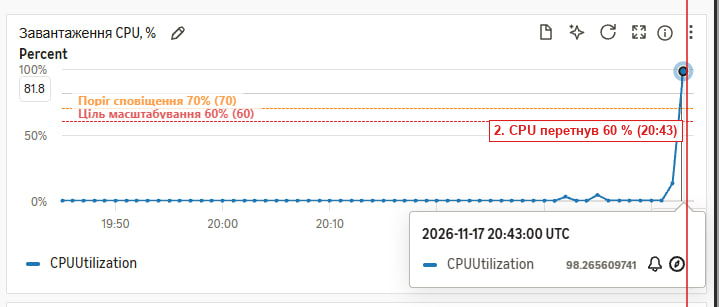 Завантаження CPU, %
Percent
100%
81.8
Поріг сповіщення 70% (70)
Ціль масштабування 60% (60)
2. CPU перетнув 60 % (20:43)
50%
0%
19:50
20:00
20:10
2026-11-17 20:43:00 UTC
CPUUtilization
CPUUtilization 98.265609741